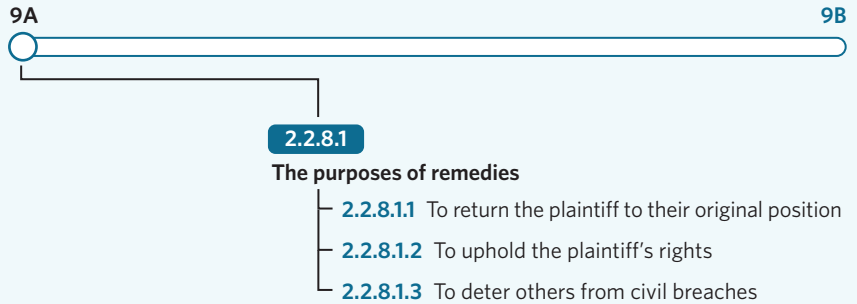 9A 9B
2.2.8.1
The purposes of remedies
2.2.8.1.1 To return the plaintiff to their original position
2.2.8.1.2 To uphold the plaintiff's rights
2.2.8.1.3 To deter others from civil breaches